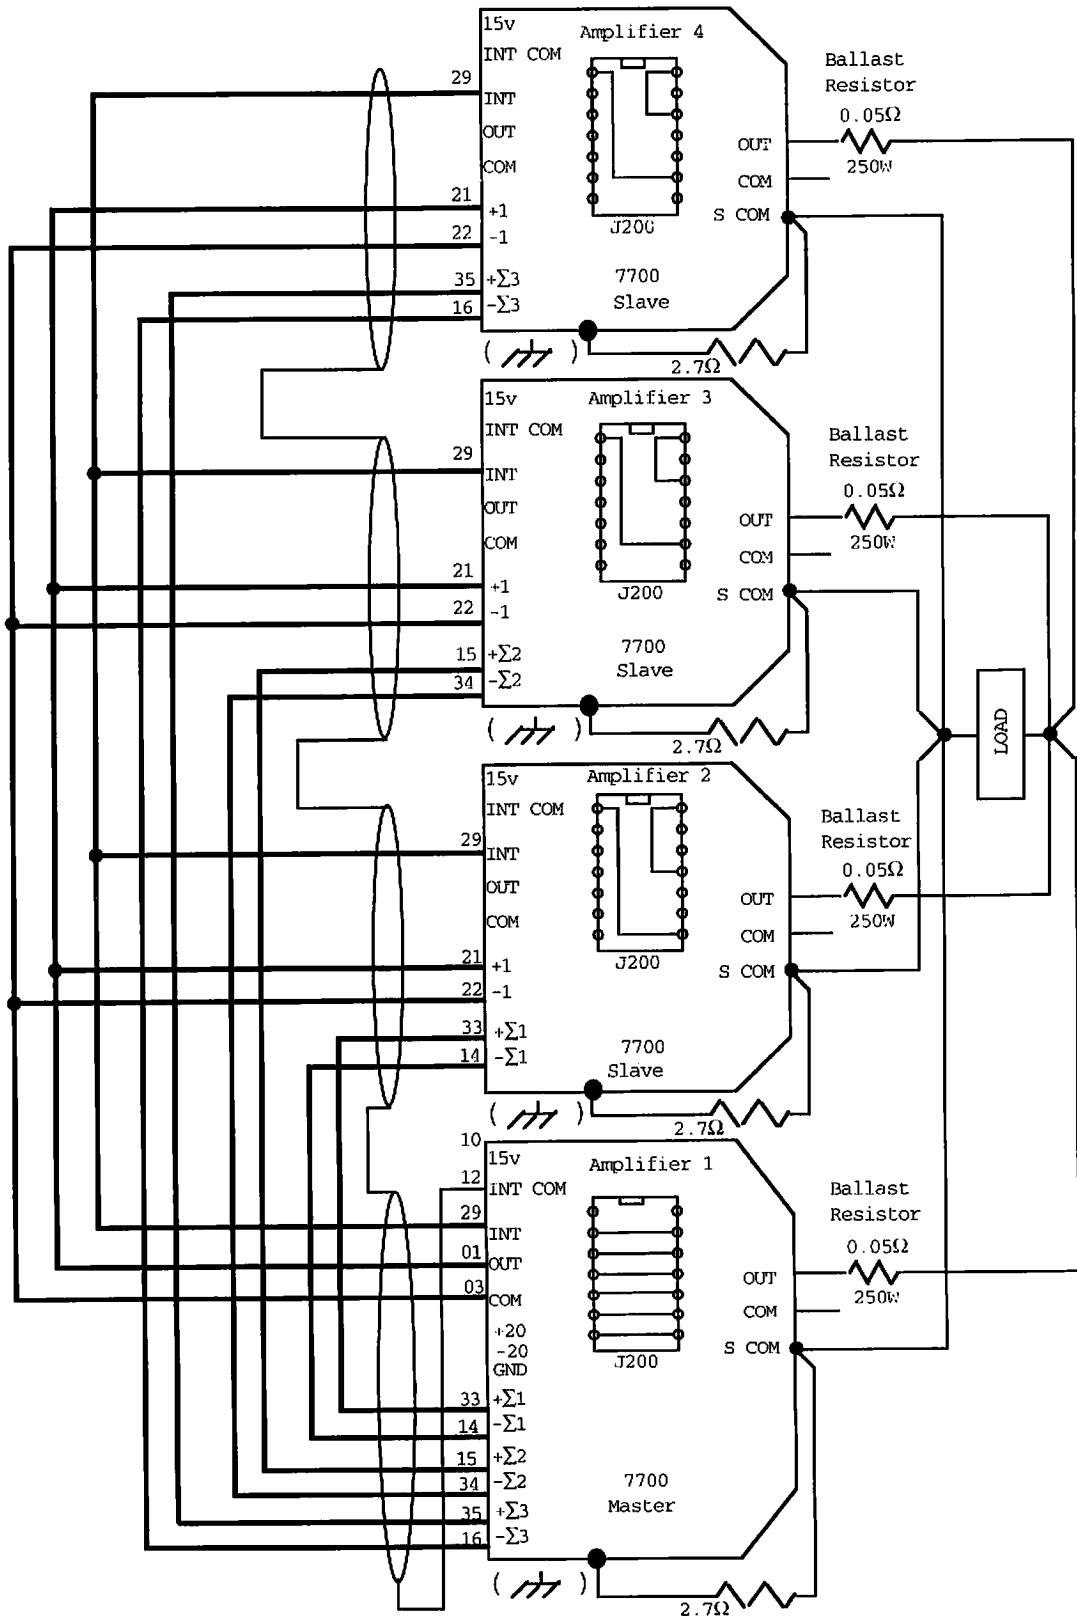 Amplifier 4
15v
INT COM
29
INT
OUT
COM
21
+1
22
-1
35
+Σ3
16
-Σ3
J200
7700
Slave
OUT
COM
S COM
Ballast
Resistor
0.05Ω
250W
2.7Ω
Amplifier 3
15v
INT COM
29
INT
OUT
COM
21
+1
22
-1
15
+Σ2
34
-Σ2
J200
7700
Slave
OUT
COM
S COM
Ballast
Resistor
0.05Ω
250W
2.7Ω
LOAD
Amplifier 2
15v
INT COM
29
INT
OUT
COM
21
+1
22
-1
33
+Σ1
14
-Σ1
J200
7700
Slave
OUT
COM
S COM
Ballast
Resistor
0.05Ω
250W
2.7Ω
Amplifier 1
10
15v
12
INT COM
29
INT
01
OUT
03
COM
+20
-20
GND
33
+Σ1
14
-Σ1
15
+Σ2
34
-Σ2
35
+Σ3
16
-Σ3
J200
7700
Master
OUT
COM
S COM
Ballast
Resistor
0.05Ω
250W
2.7Ω